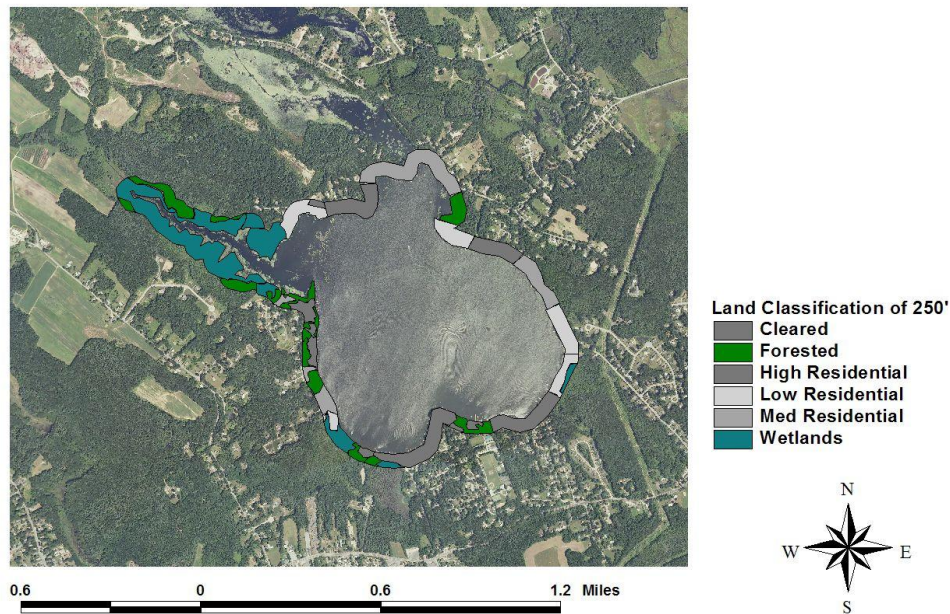 Land Classification of 250'
Cleared
Forested
High Residential
Low Residential
Med Residential
Wetlands
N
W E
S
0.6 0 0.6 1.2 Miles